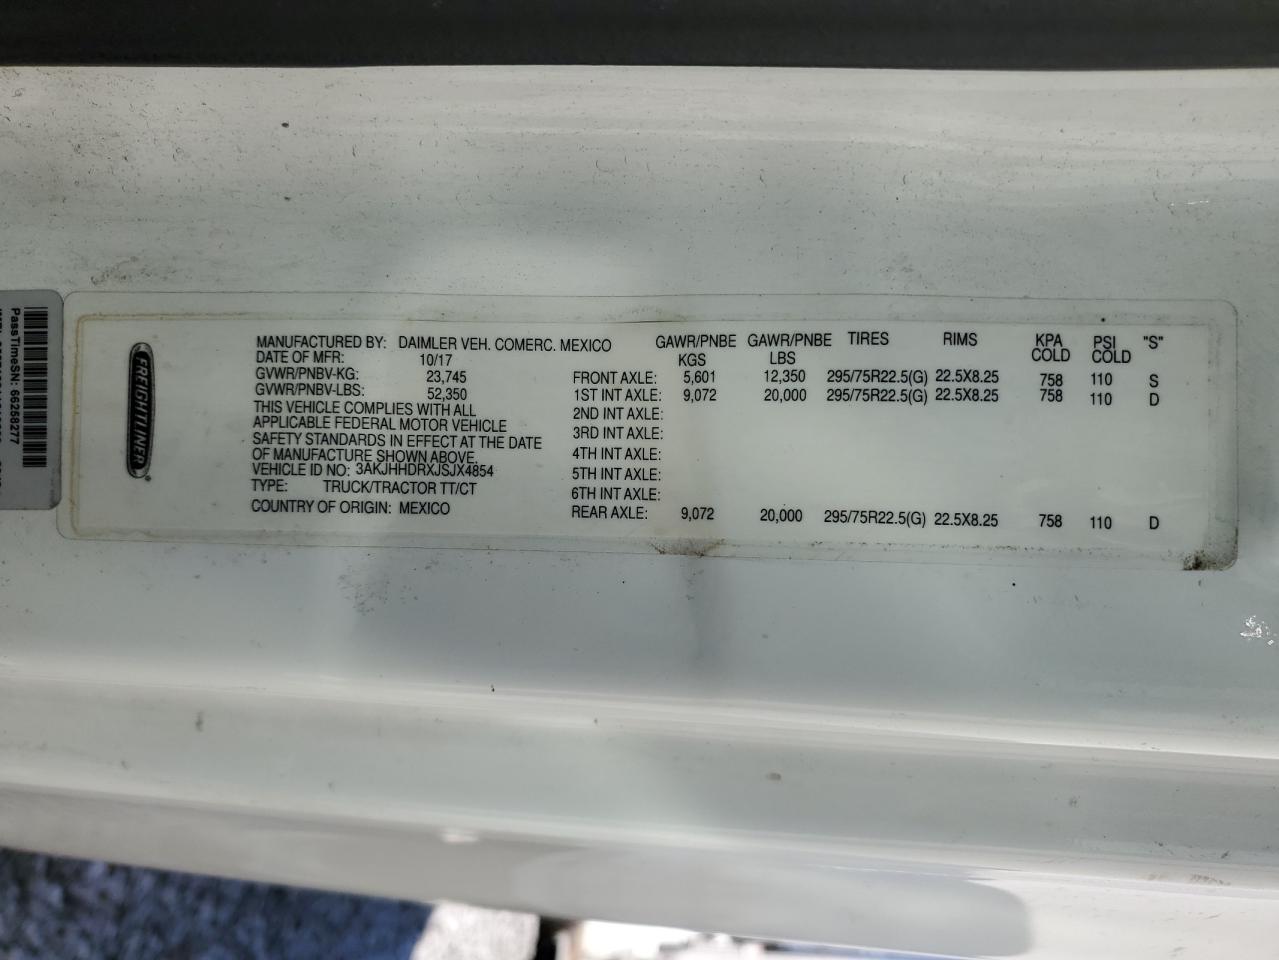 PassTimeSN: 66258277
FREIGHTLINER
MANUFACTURED BY: DAIMLER VEH. COMERC. MEXICO
DATE OF MFR: 10/17
GVWR/PNBV-KG: 23,745
GVWR/PNBV-LBS: 52,350
THIS VEHICLE COMPLIES WITH ALL
APPLICABLE FEDERAL MOTOR VEHICLE
SAFETY STANDARDS IN EFFECT AT THE DATE
OF MANUFACTURE SHOWN ABOVE.
VEHICLE ID NO: 3AKJHHDRXJSJX4854
TYPE: TRUCK/TRACTOR TT/CT
COUNTRY OF ORIGIN: MEXICO
GAWR/PNBE GAWR/PNBE TIRES RIMS KPA PSI "S"
KGS LBS COLD COLD
FRONT AXLE: 5,601 12,350 295/75R22.5(G) 22.5X8.25 758 110 S
1ST INT AXLE: 9,072 20,000 295/75R22.5(G) 22.5X8.25 758 110 D
2ND INT AXLE:
3RD INT AXLE:
4TH INT AXLE:
5TH INT AXLE:
6TH INT AXLE:
REAR AXLE: 9,072 20,000 295/75R22.5(G) 22.5X8.25 758 110 D